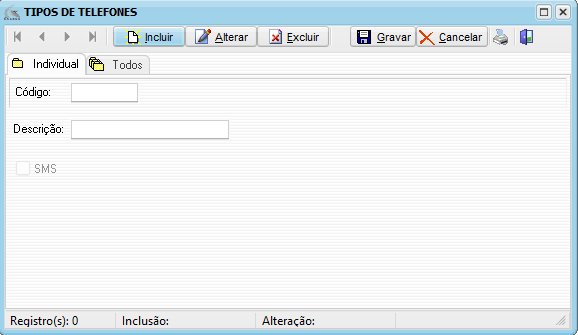 TIPOS DE TELEFONES
Incluir Alterar Excluir Gravar Cancelar
Individual Todos
Código:
Descrição:
SMS
Registro(s): 0 Inclusão: Alteração: